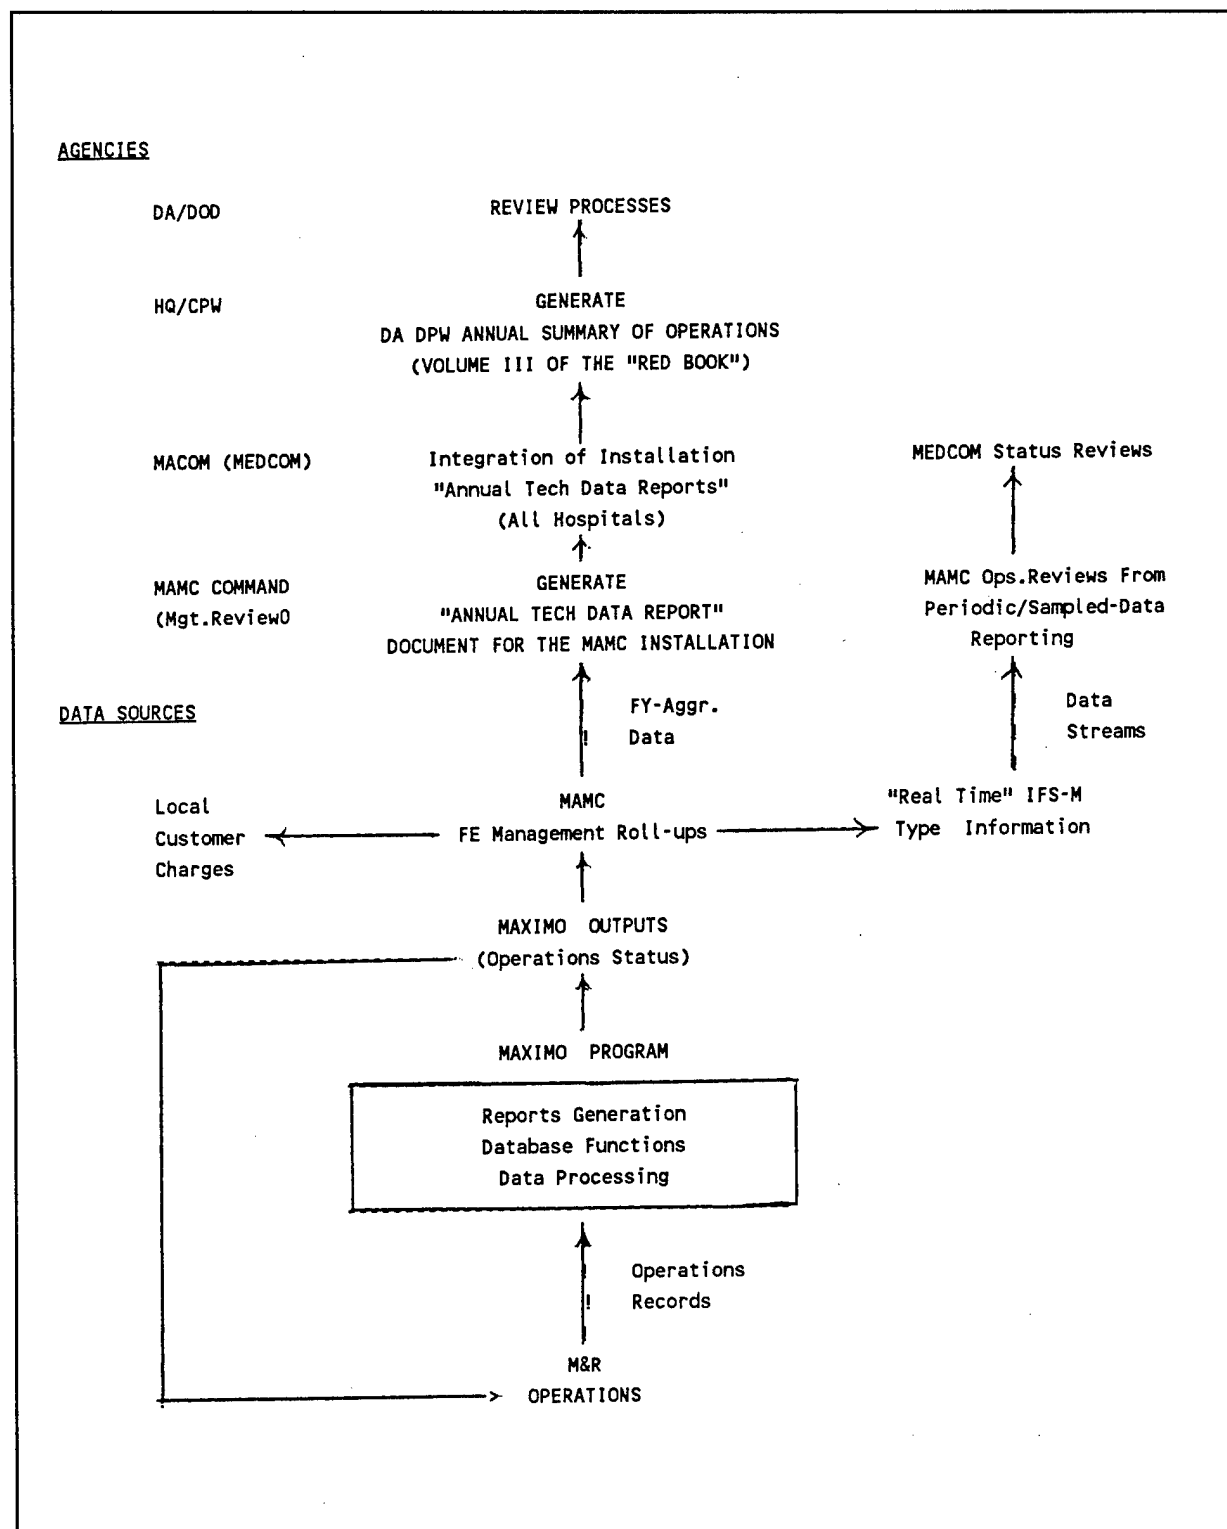 AGENCIES
DA/DOD REVIEW PROCESSES
HQ/CPW GENERATE
DA DPW ANNUAL SUMMARY OF OPERATIONS
(VOLUME III OF THE "RED BOOK")
MACOM (MEDCOM) Integration of Installation MEDCOM Status Reviews
"Annual Tech Data Reports"
(All Hospitals)
MAMC COMMAND GENERATE MAMC Ops.Reviews From
(Mgt.Review0 "ANNUAL TECH DATA REPORT" Periodic/Sampled-Data
DOCUMENT FOR THE MAMC INSTALLATION Reporting
DATA SOURCES FY-Aggr. Data
! Data Streams
Local MAMC "Real Time" IFS-M
Customer FE Management Roll-ups Type Information
Charges
MAXIMO OUTPUTS
(Operations Status)
MAXIMO PROGRAM
Reports Generation
Database Functions
Data Processing
Operations
! Records
M&R
> OPERATIONS